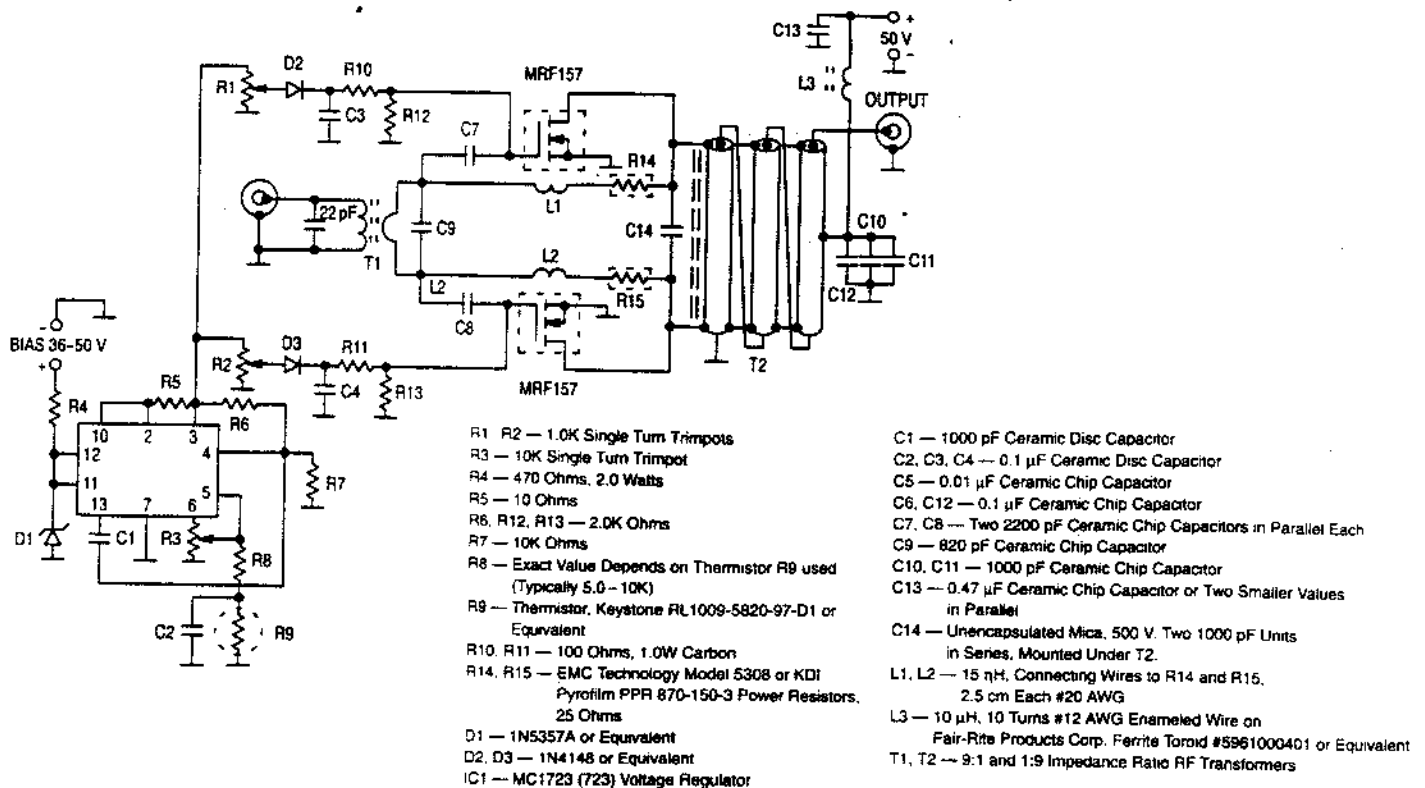 C13
+
50 V
-
D2
R10
MRF157
R1
L3
C3
R12
OUTPUT
C7
R14
22 pF
L1
C9
C14
C10
T1
L2
L2
R15
C11
C12
C8
-
BIAS 36-50 V
+
D3
R11
R2
T2
C4
R13
MRF157
R5
R4
R6
10 2 3
12
4
11
5
R7
13 7 6
D1
C1
R3
R8
C2
R9
R1 R2 — 1.0K Single Turn Trimpots
R3 — 10K Single Turn Trimpot
R4 — 470 Ohms, 2.0 Watts
R5 — 10 Ohms
R6, R12, R13 — 2.0K Ohms
R7 — 10K Ohms
R8 — Exact Value Depends on Thermistor R9 used
(Typically 5.0 – 10K)
R9 — Thermistor, Keystone RL1009-5820-97-D1 or
Equivalent
R10, R11 — 100 Ohms, 1.0W Carbon
R14, R15 — EMC Technology Model 5308 or KDI
Pyrofilm PPR 870-150-3 Power Resistors,
25 Ohms
D1 — 1N5357A or Equivalent
D2, D3 — 1N4148 or Equivalent
IC1 — MC1723 (723) Voltage Regulator
C1 — 1000 pF Ceramic Disc Capacitor
C2, C3, C4 — 0.1 µF Ceramic Disc Capacitor
C5 — 0.01 µF Ceramic Chip Capacitor
C6, C12 — 0.1 µF Ceramic Chip Capacitor
C7, C8 — Two 2200 pF Ceramic Chip Capacitors in Parallel Each
C9 — 820 pF Ceramic Chip Capacitor
C10, C11 — 1000 pF Ceramic Chip Capacitor
C13 — 0.47 µF Ceramic Chip Capacitor or Two Smaller Values
in Parallel
C14 — Unencapsulated Mica, 500 V. Two 1000 pF Units
in Series, Mounted Under T2.
L1, L2 — 15 ηH, Connecting Wires to R14 and R15,
2.5 cm Each #20 AWG
L3 — 10 µH, 10 Turns #12 AWG Enameled Wire on
Fair-Rite Products Corp. Ferrite Toroid #5961000401 or Equivalent
T1, T2 — 9:1 and 1:9 Impedance Ratio RF Transformers